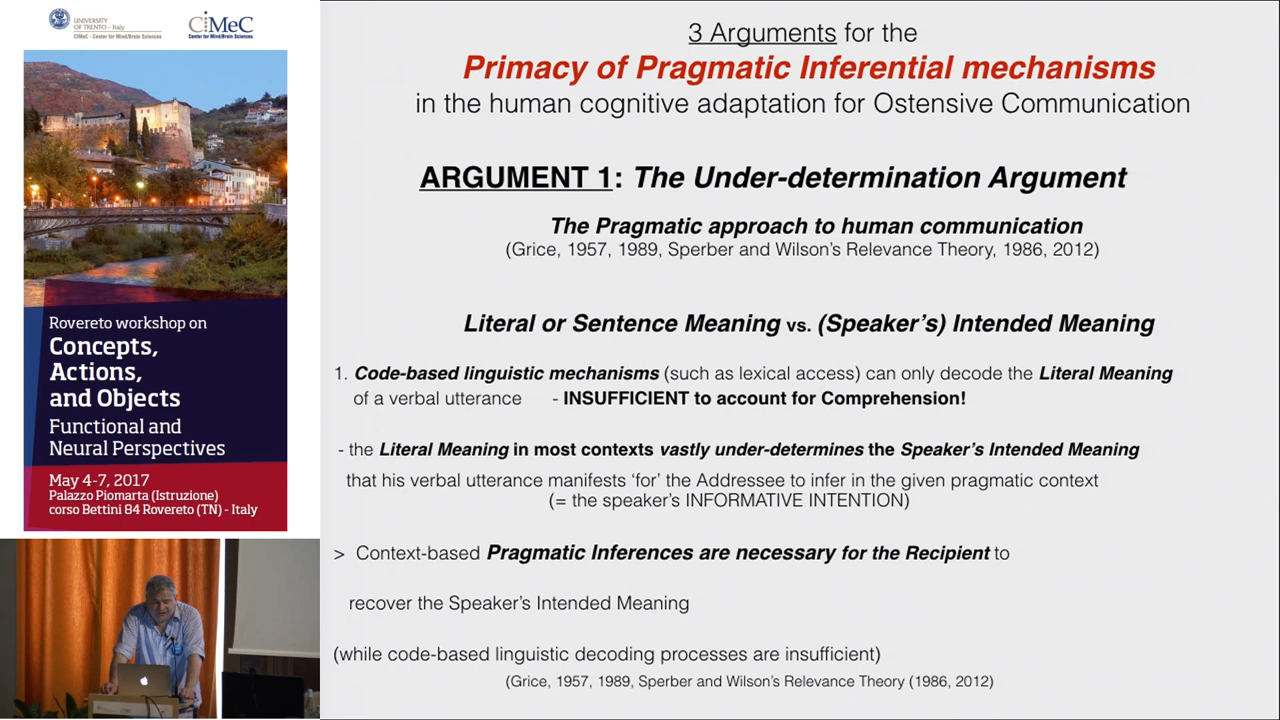 UNIVERSITY
OF TRENTO - Italy
CIMeC - Center for Mind/Brain Sciences
CiMeC
Center for Mind/Brain Sciences
Rovereto workshop on
Concepts,
Actions,
and Objects
Functional and
Neural Perspectives
May 4-7, 2017
Palazzo Piomarta (Istruzione)
corso Bettini 84 Rovereto (TN) - Italy
3 Arguments for the
Primacy of Pragmatic Inferential mechanisms
in the human cognitive adaptation for Ostensive Communication
ARGUMENT 1: The Under-determination Argument
The Pragmatic approach to human communication
(Grice, 1957, 1989, Sperber and Wilson's Relevance Theory, 1986, 2012)
Literal or Sentence Meaning vs. (Speaker's) Intended Meaning
1. Code-based linguistic mechanisms (such as lexical access) can only decode the Literal Meaning
of a verbal utterance - INSUFFICIENT to account for Comprehension!
- the Literal Meaning in most contexts vastly under-determines the Speaker's Intended Meaning
that his verbal utterance manifests 'for' the Addressee to infer in the given pragmatic context
(= the speaker's INFORMATIVE INTENTION)
> Context-based Pragmatic Inferences are necessary for the Recipient to
recover the Speaker's Intended Meaning
(while code-based linguistic decoding processes are insufficient)
(Grice, 1957, 1989, Sperber and Wilson's Relevance Theory (1986, 2012)